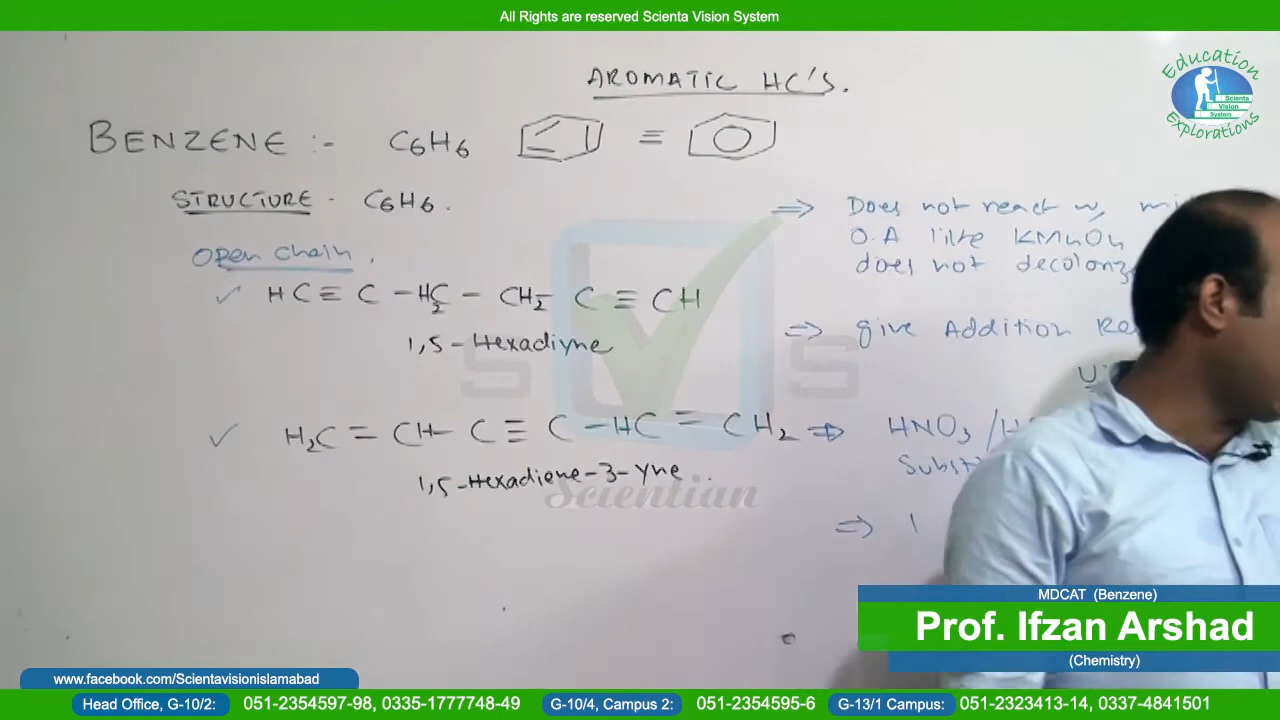 All Rights are reserved Scienta Vision System
Education
Scienta
Vision
System
Explorations
AROMATIC HC'S.
BENZENE :- C6H6 ≡
STRUCTURE - C6H6.
Open chain.
✓ HC ≡ C - H2C - CH2 - C ≡ CH
1,5-Hexadiyne
✓ H2C = CH - C ≡ C - HC = CH2
1,5-Hexadiene-3-yne.
⇒ Does not react w,
O.A like KMnO4
does not
⇒ give Addition
⇒ HNO3 /
⇒ 1
S V S
Scientian
MDCAT (Benzene)
Prof. Ifzan Arshad
(Chemistry)
www.facebook.com/Scientavisionislamabad
Head Office, G-10/2: 051-2354597-98, 0335-1777748-49 G-10/4, Campus 2: 051-2354595-6 G-13/1 Campus: 051-2323413-14, 0337-4841501